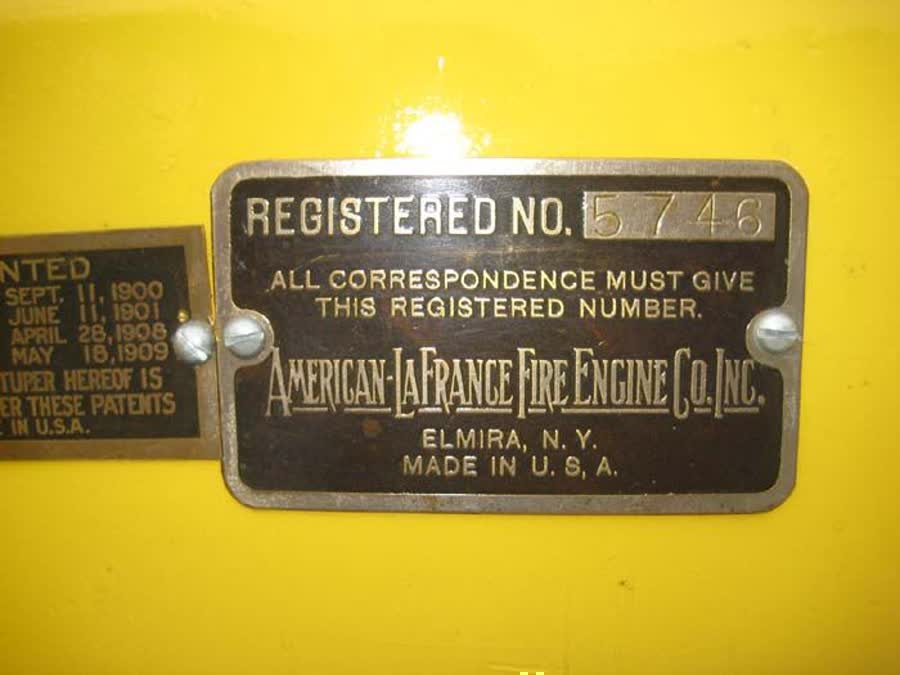 NTED
SEPT. 11, 1900
JUNE 11, 1901
APRIL 28, 1908
MAY 18, 1909
TUPER HEREOF IS
ER THESE PATENTS
IN U.S.A.
REGISTERED NO. 5746
ALL CORRESPONDENCE MUST GIVE
THIS REGISTERED NUMBER.
AMERICAN-LAFRANCE FIRE ENGINE CO. INC.
ELMIRA, N. Y.
MADE IN U. S, A.